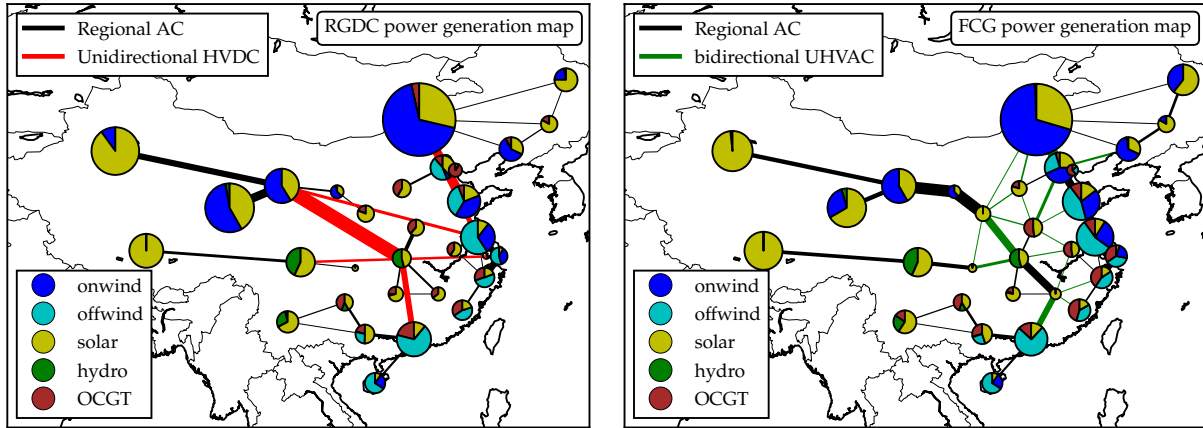 Regional AC
Unidirectional HVDC
RGDC power generation map
onwind
offwind
solar
hydro
OCGT
Regional AC
bidirectional UHVAC
FCG power generation map
onwind
offwind
solar
hydro
OCGT